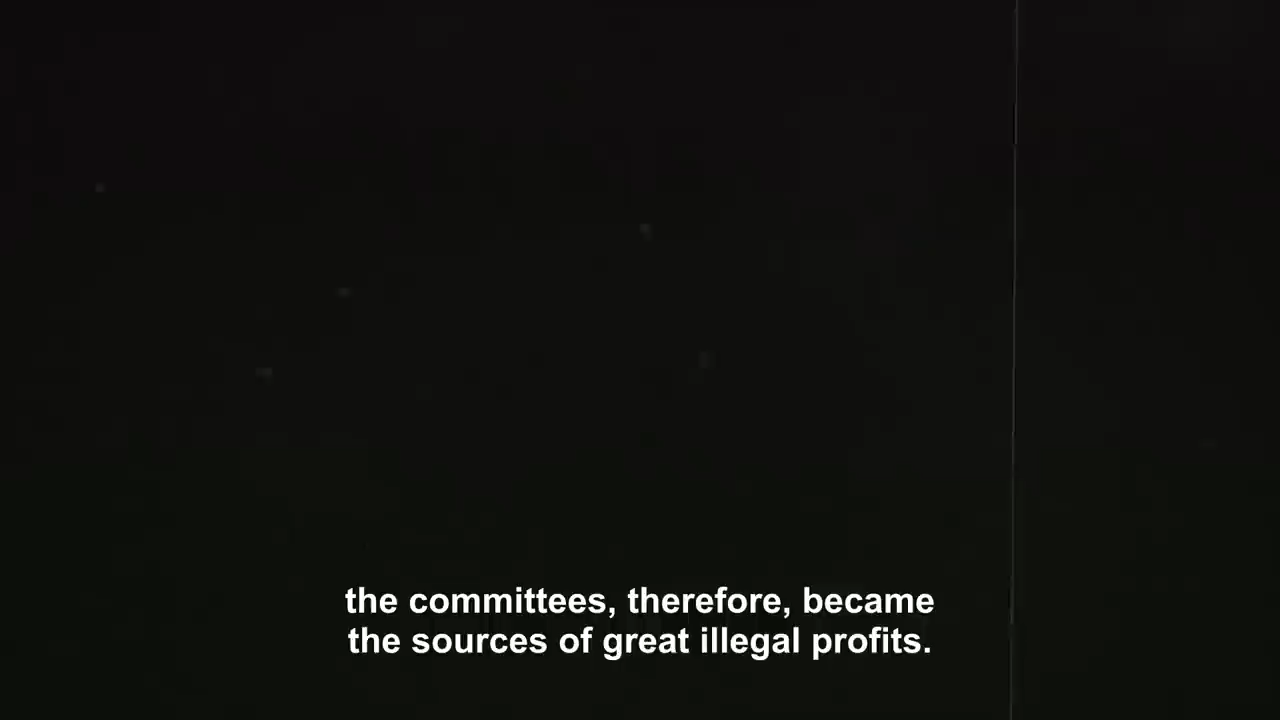 the committees, therefore, became
the sources of great illegal profits.